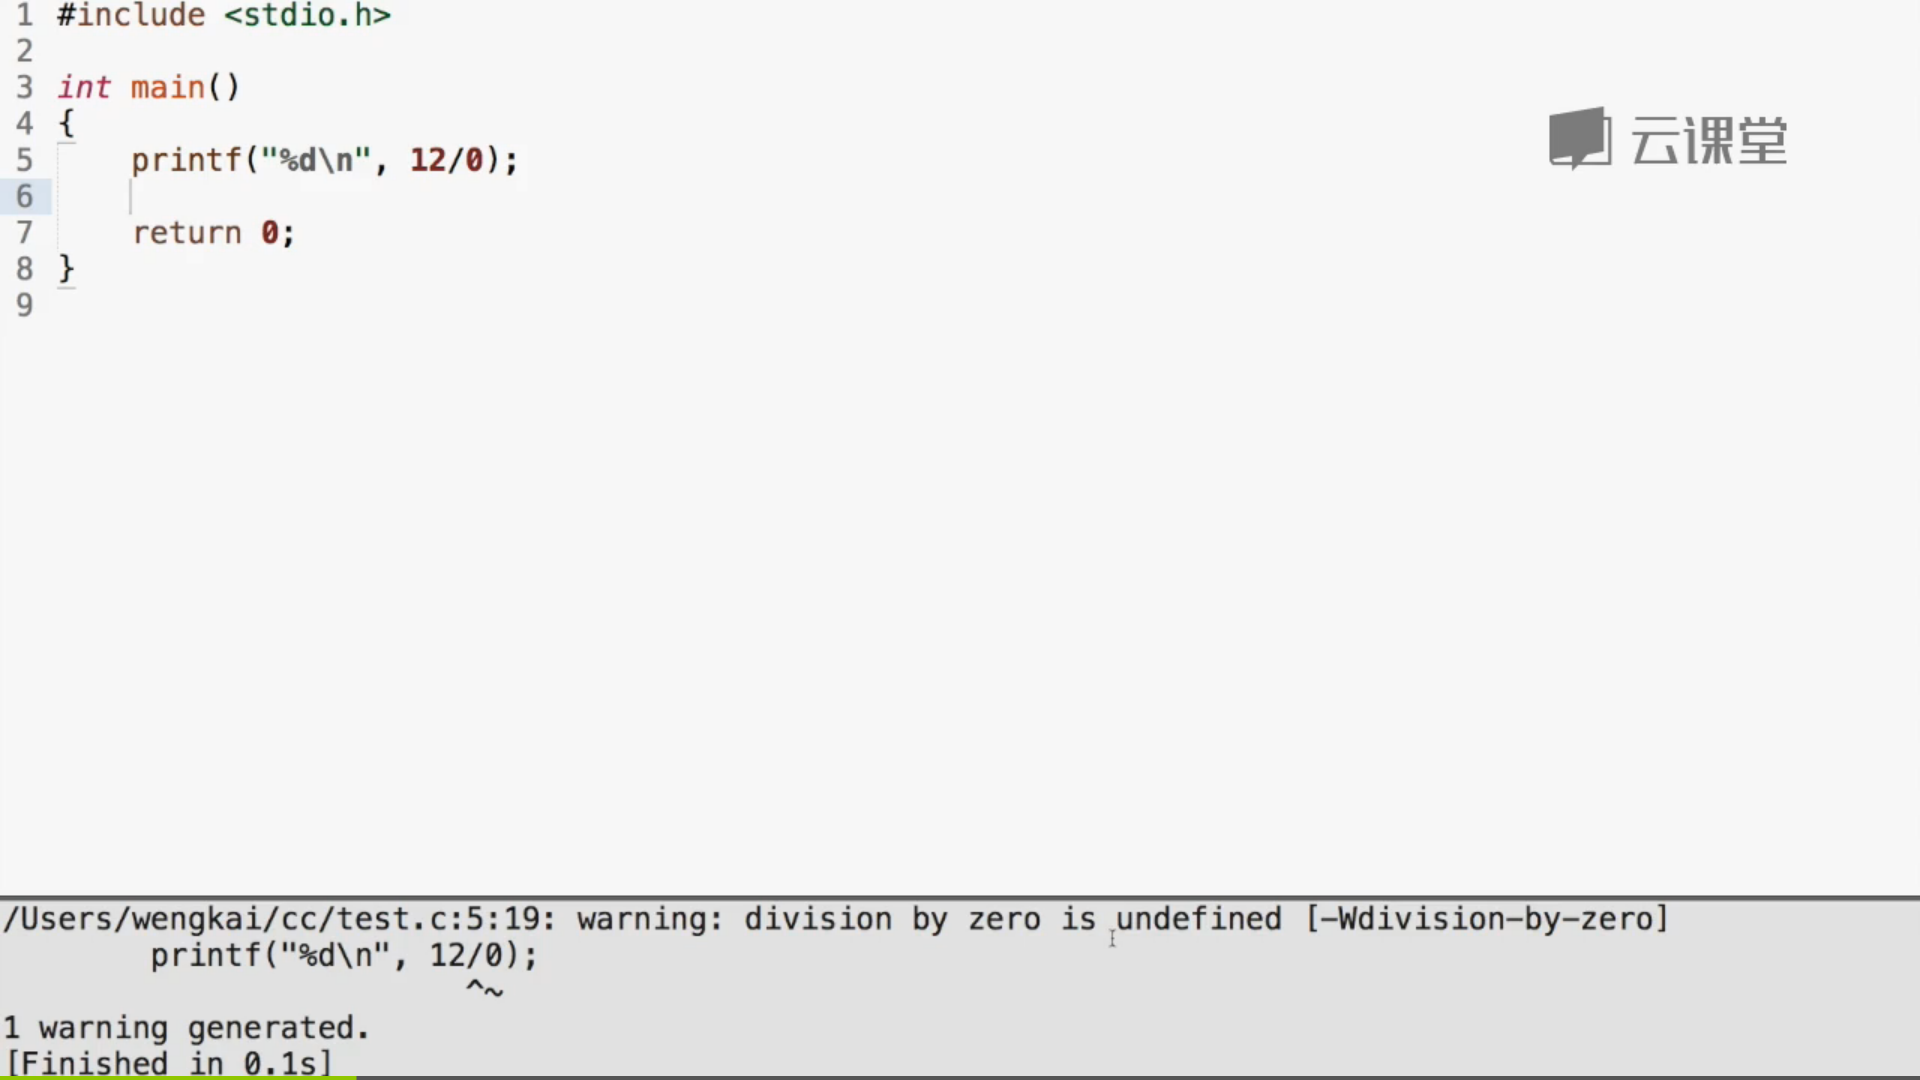 1 #include <stdio.h>
2
3 int main()
4 {
5     printf("%d\n", 12/0);
6
7     return 0;
8 }
9
云课堂
/Users/wengkai/cc/test.c:5:19: warning: division by zero is undefined [-Wdivision-by-zero]
        printf("%d\n", 12/0);
                         ^~
1 warning generated.
[Finished in 0.1s]